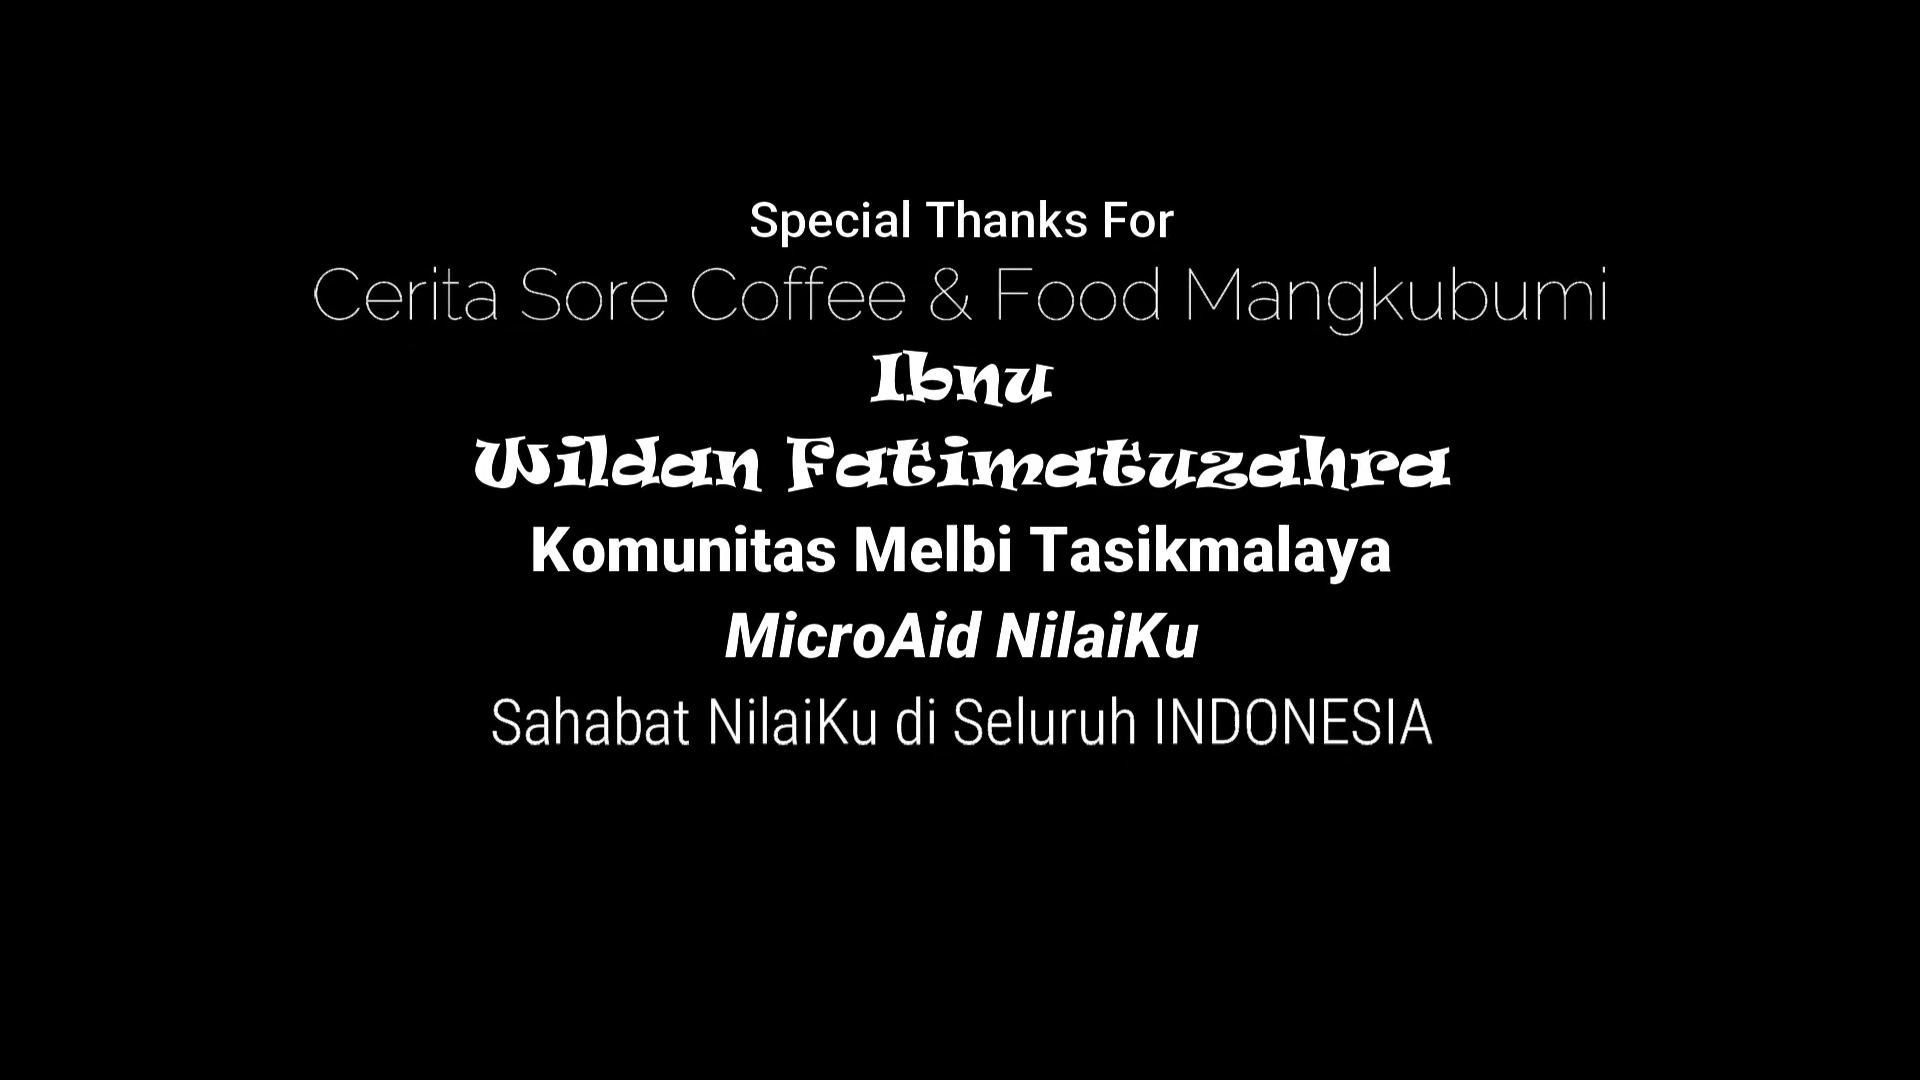 Special Thanks For
Cerita Sore Coffee & Food Mangkubumi
Ibnu
Wildan Fatimatuzahra
Komunitas Melbi Tasikmalaya
MicroAid NilaiKu
Sahabat NilaiKu di Seluruh INDONESIA